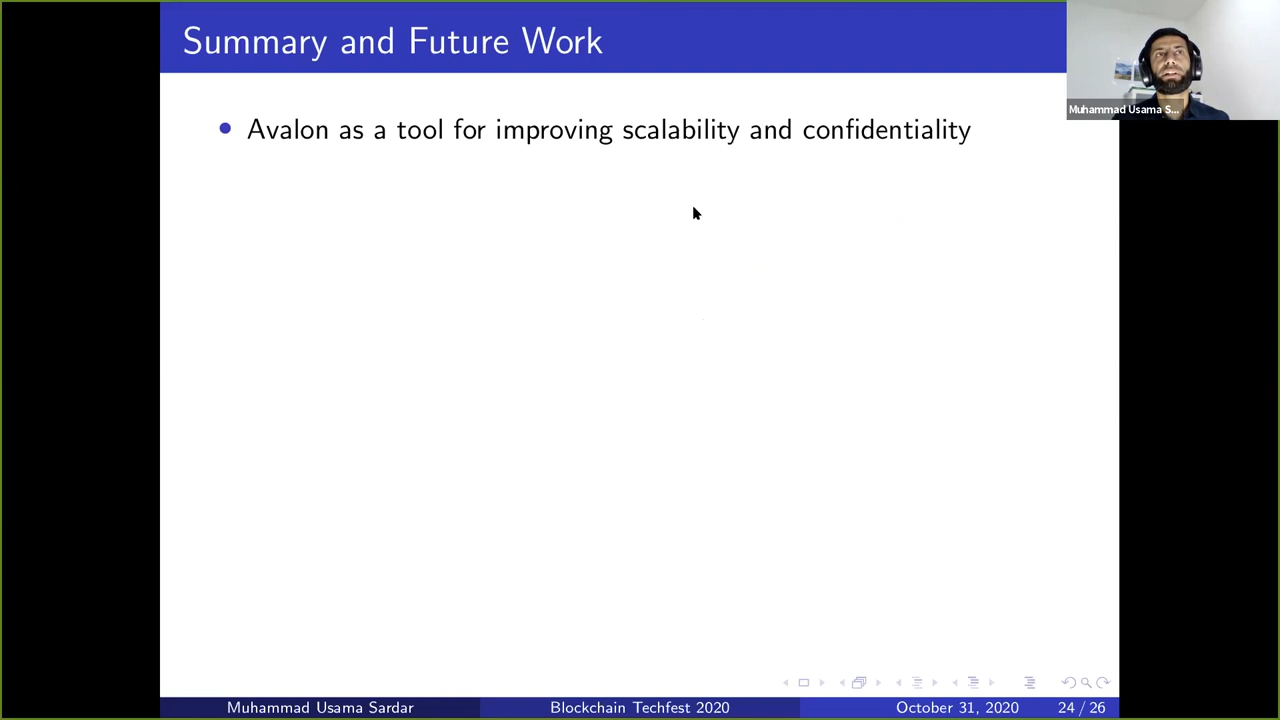 Summary and Future Work
Muhammad Usama S...
• Avalon as a tool for improving scalability and confidentiality
Muhammad Usama Sardar
Blockchain Techfest 2020
October 31, 2020
24 / 26